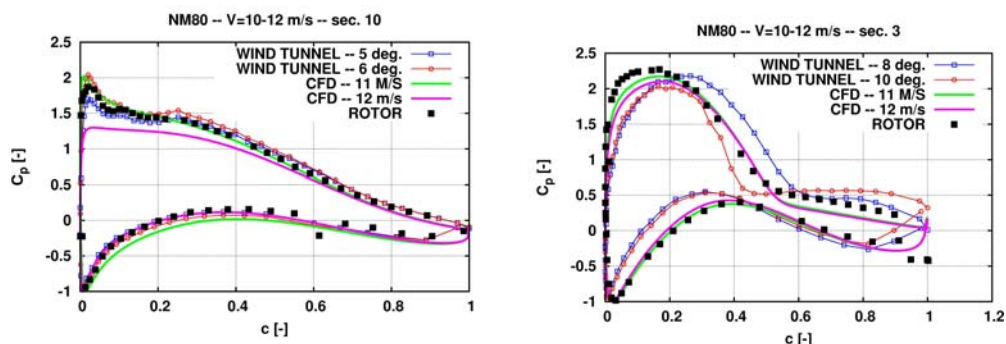 NM80 -- V=10-12 m/s -- sec. 10
WIND TUNNEL -- 5 deg.
WIND TUNNEL -- 6 deg.
CFD -- 11 M/S
CFD -- 12 m/s
ROTOR
2.5
2
1.5
1
0.5
0
-0.5
-1
Cp [-]
0
0.2
0.4
0.6
0.8
1
c [-]
NM80 -- V=10-12 m/s -- sec. 3
WIND TUNNEL -- 8 deg.
WIND TUNNEL -- 10 deg.
CFD -- 11 M/S
CFD -- 12 m/s
ROTOR
2.5
2
1.5
1
0.5
0
-0.5
-1
Cp [-]
0
0.2
0.4
0.6
0.8
1
1.2
c [-]